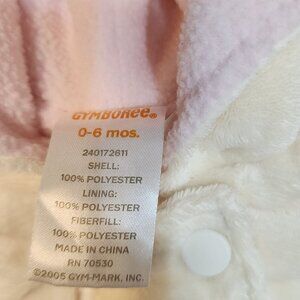 GYMBOREE®
0-6 mos.
240172611
SHELL:
100% POLYESTER
LINING:
100% POLYESTER
FIBERFILL:
100% POLYESTER
MADE IN CHINA
RN 70530
©2005 GYM-MARK, INC.